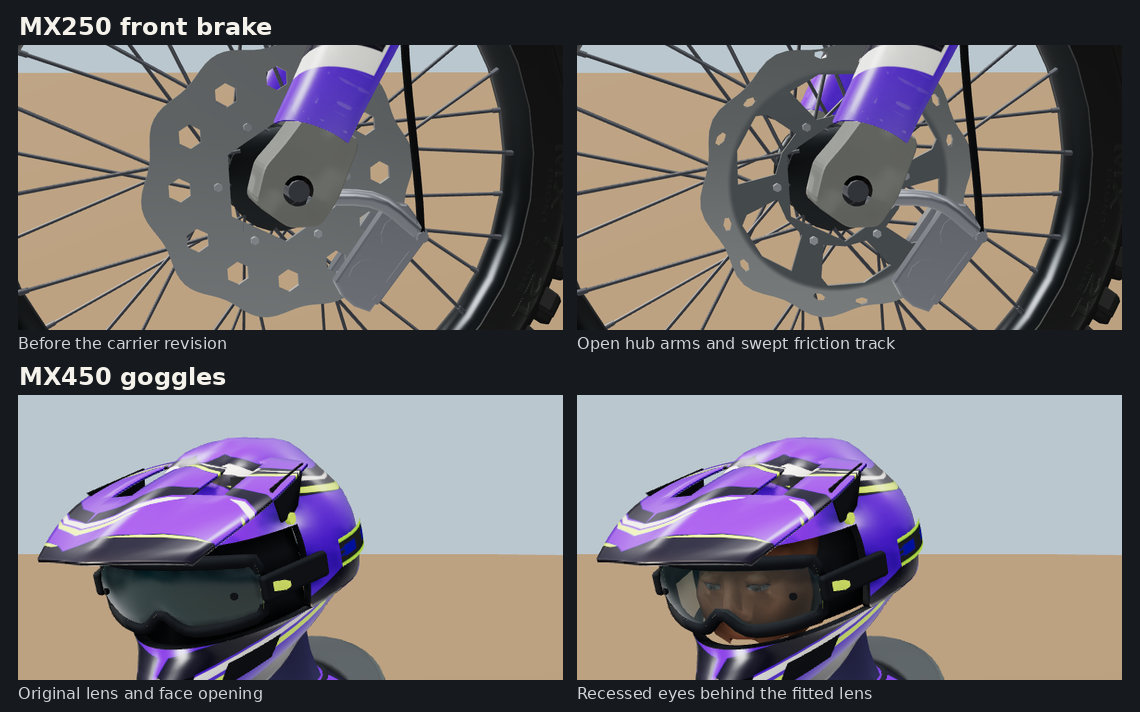 MX250 front brake
Before the carrier revision
Open hub arms and swept friction track
MX450 goggles
Original lens and face opening
Recessed eyes behind the fitted lens